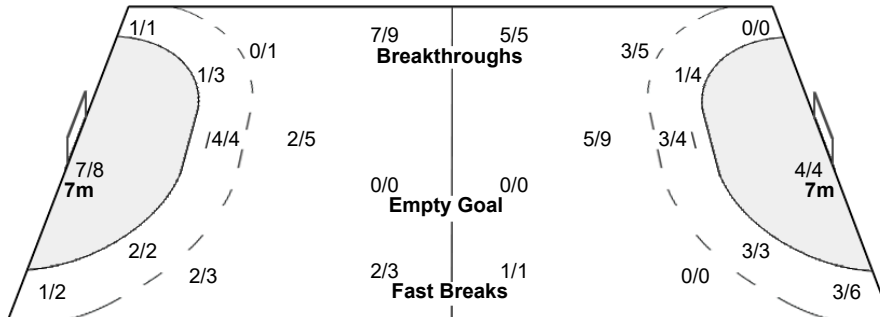 1/1 7/9 5/5 0/0
0/1 Breakthroughs 3/5
1/3 1/4
4/4 2/5 5/9 3/4
7/8 4/4
7m 0/0 0/0 7m
Empty Goal
2/2 3/3
2/3 2/3 1/1 0/0
1/2 Fast Breaks 3/6